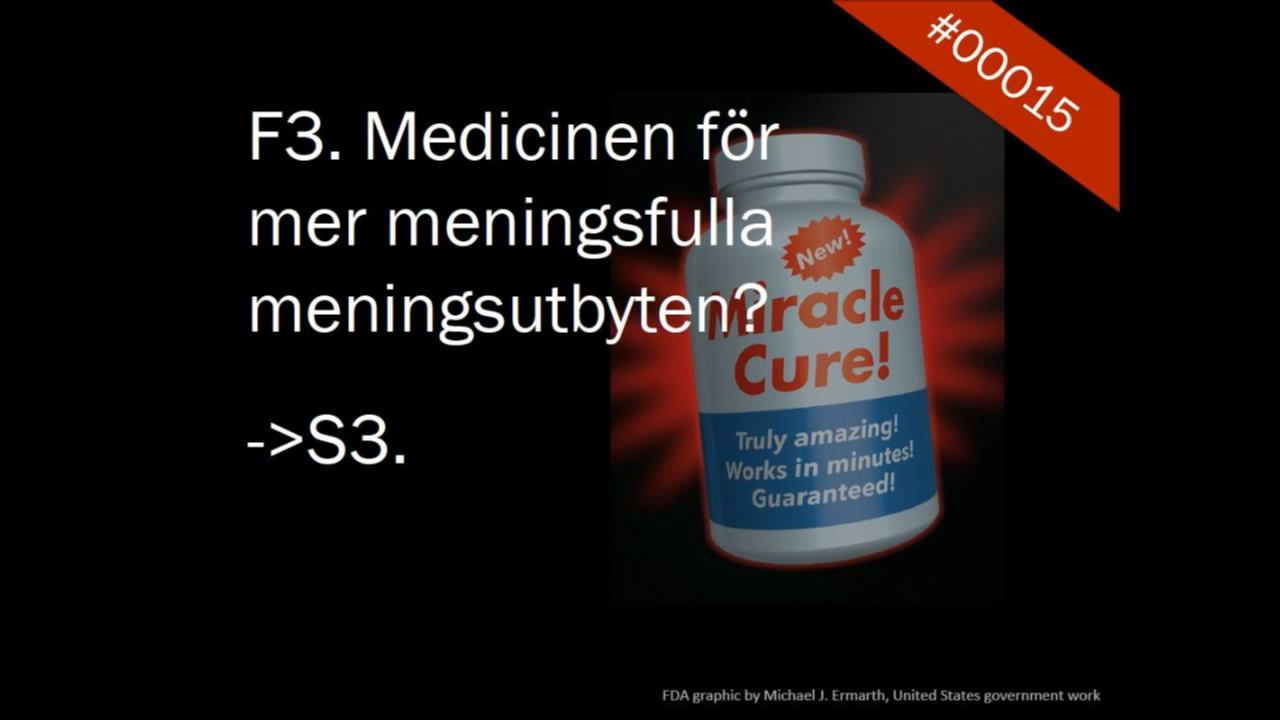 #00015
F3. Medicinen för
mer meningsfulla
meningsutbyten?
->S3.
New!
Miracle
Cure!
Truly amazing!
Works in minutes!
Guaranteed!
FDA graphic by Michael J. Ermarth, United States government work